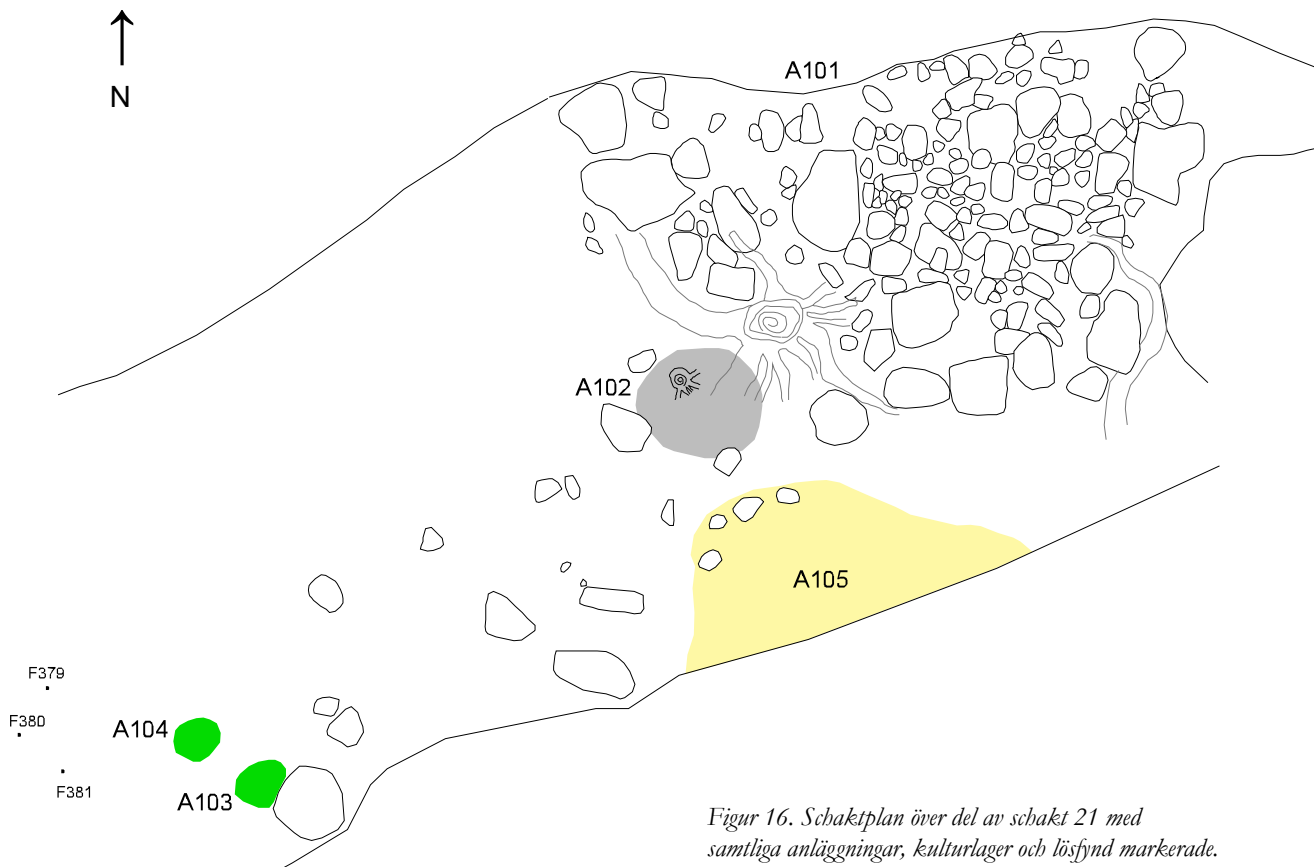 N
A101
A102
A105
F379
F380
A104
F381
A103
Figur 16. Schaktplan över del av schakt 21 med
samtliga anläggningar, kulturlager och lösfynd markerade.